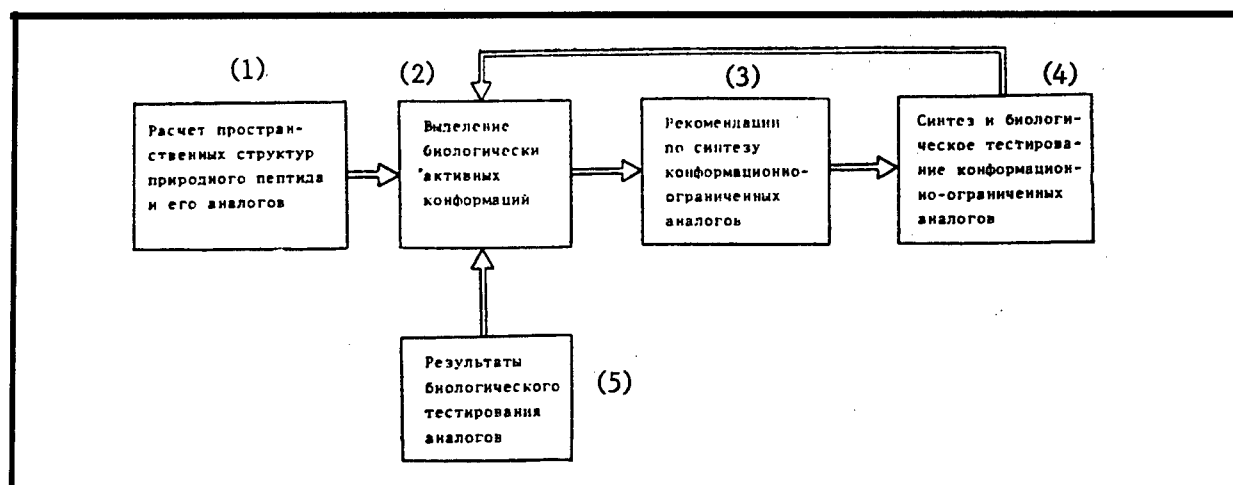 (1)
Расчет простран-
ственных структур
природного пептида
и его аналогов
(2)
Выделение
биологически
активных
конформаций
(3)
Рекомендации
по синтезу
конформационно-
ограниченных
аналогов
(4)
Синтез и биологи-
ческое тестирова-
ние конформацион-
но-ограниченных
аналогов
Результаты
биологического
тестирования
аналогов
(5)